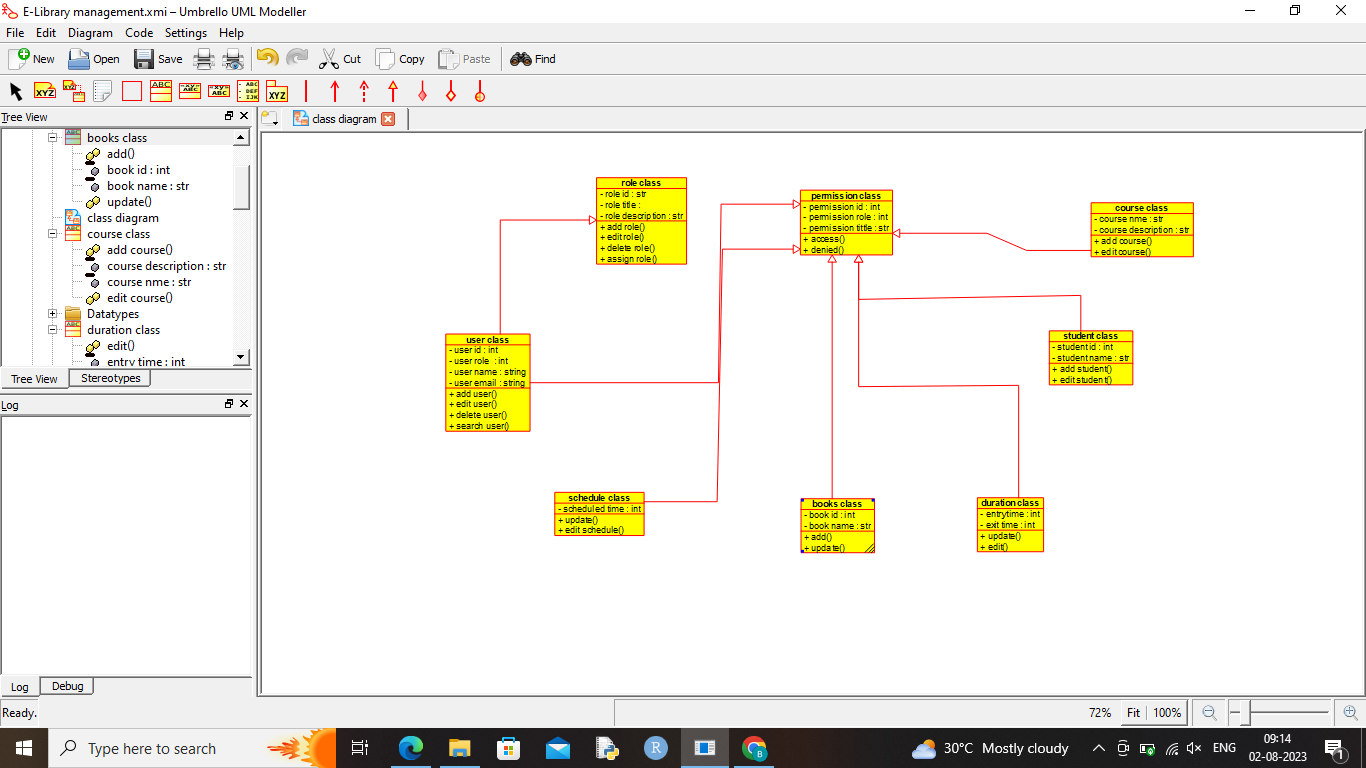 E-Library management.xmi – Umbrello UML Modeller
File Edit Diagram Code Settings Help
New Open Save Cut Copy Paste Find
XYZ ABC
Tree View
class diagram
books class
add()
book id : int
book name : str
update()
class diagram
course class
add course()
course description : str
course nme : str
edit course()
Datatypes
duration class
edit()
entry time : int
Tree View Stereotypes
Log
Log Debug
role class
- role id : str
- role title :
- role description : str
+ add role()
+ edit role()
+ delete role()
+ assign role()
permission class
- permission id : int
- permission role : int
- permission tittle : str
+ access()
+ denied()
course class
- course nme : str
- course description : str
+ add course()
+ edit course()
user class
- user id : int
- user role : int
- user name : string
- user email : string
+ add user()
+ edit user()
+ delete user()
+ search user()
student class
- student id : int
- student name : str
+ add student()
+ edit student()
schedule class
- scheduled time : int
+ update()
+ edit schedule()
books class
- book id : int
- book name : str
+ add()
+ update()
duration class
- entrytime : int
- exit time : int
+ update()
+ edit()
Ready.
72% Fit 100%
Type here to search
30°C Mostly cloudy
ENG
09:14
02-08-2023
1